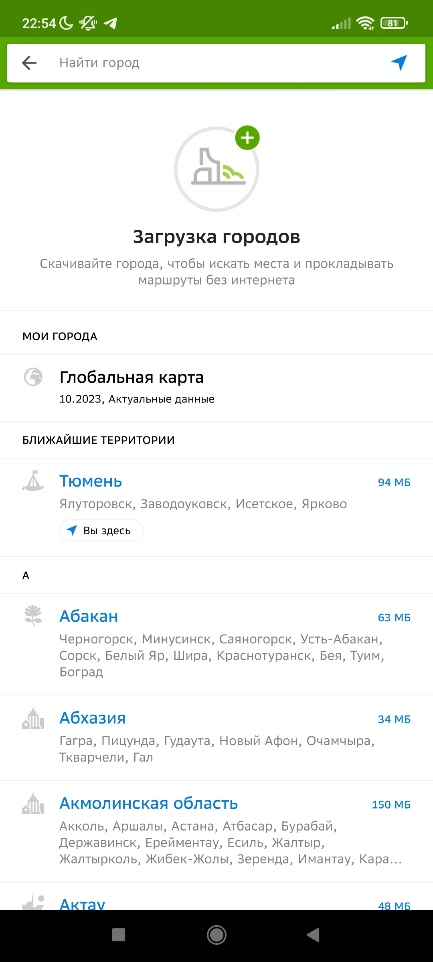 22:54
81
Найти город
Загрузка городов
Скачивайте города, чтобы искать места и прокладывать
маршруты без интернета
МОИ ГОРОДА
Глобальная карта
10.2023, Актуальные данные
БЛИЖАЙШИЕ ТЕРРИТОРИИ
Тюмень 94 МБ
Ялуторовск, Заводоуковск, Исетское, Ярково
Вы здесь
А
Абакан 63 МБ
Черногорск, Минусинск, Саяногорск, Усть-Абакан,
Сорск, Белый Яр, Шира, Краснотуранск, Бея, Туим,
Боград
Абхазия 34 МБ
Гагра, Пицунда, Гудаута, Новый Афон, Очамчыра,
Ткварчели, Гал
Акмолинская область 150 МБ
Акколь, Аршалы, Астана, Атбасар, Бурабай,
Державинск, Ерейментау, Есиль, Жалтыр,
Жалтырколь, Жибек-Жолы, Зеренда, Имантау, Кара...
Актау 48 МБ